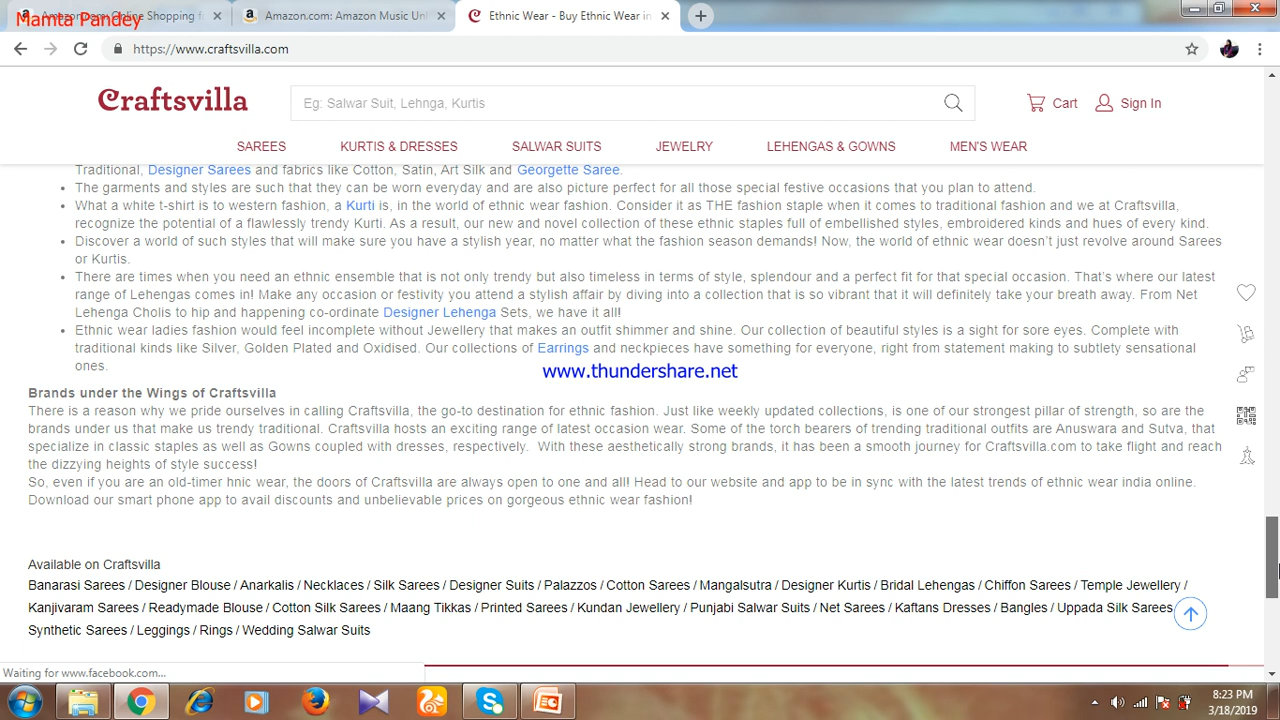 Mamta Pandey
Amazon.com: Online Shopping f
Amazon.com: Amazon Music Unl
Ethnic Wear - Buy Ethnic Wear in
https://www.craftsvilla.com
Craftsvilla
Eg: Salwar Suit, Lehnga, Kurtis
Cart
Sign In
SAREES KURTIS & DRESSES SALWAR SUITS JEWELRY LEHENGAS & GOWNS MEN'S WEAR
Traditional, Designer Sarees and fabrics like Cotton, Satin, Art Silk and Georgette Saree.
• The garments and styles are such that they can be worn everyday and are also picture perfect for all those special festive occasions that you plan to attend.
• What a white t-shirt is to western fashion, a Kurti is, in the world of ethnic wear fashion. Consider it as THE fashion staple when it comes to traditional fashion and we at Craftsvilla,
recognize the potential of a flawlessly trendy Kurti. As a result, our new and novel collection of these ethnic staples full of embellished styles, embroidered kinds and hues of every kind.
• Discover a world of such styles that will make sure you have a stylish year, no matter what the fashion season demands! Now, the world of ethnic wear doesn't just revolve around Sarees
or Kurtis.
• There are times when you need an ethnic ensemble that is not only trendy but also timeless in terms of style, splendour and a perfect fit for that special occasion. That's where our latest
range of Lehengas comes in! Make any occasion or festivity you attend a stylish affair by diving into a collection that is so vibrant that it will definitely take your breath away. From Net
Lehenga Cholis to hip and happening co-ordinate Designer Lehenga Sets, we have it all!
• Ethnic wear ladies fashion would feel incomplete without Jewellery that makes an outfit shimmer and shine. Our collection of beautiful styles is a sight for sore eyes. Complete with
traditional kinds like Silver, Golden Plated and Oxidised. Our collections of Earrings and neckpieces have something for everyone, right from statement making to subtlety sensational
ones.
www.thundershare.net
Brands under the Wings of Craftsvilla
There is a reason why we pride ourselves in calling Craftsvilla, the go-to destination for ethnic fashion. Just like weekly updated collections, is one of our strongest pillar of strength, so are the
brands under us that make us trendy traditional. Craftsvilla hosts an exciting range of latest occasion wear. Some of the torch bearers of trending traditional outfits are Anuswara and Sutva, that
specialize in classic staples as well as Gowns coupled with dresses, respectively. With these aesthetically strong brands, it has been a smooth journey for Craftsvilla.com to take flight and reach
the dizzying heights of style success!
So, even if you are an old-timer hnic wear, the doors of Craftsvilla are always open to one and all! Head to our website and app to be in sync with the latest trends of ethnic wear india online.
Download our smart phone app to avail discounts and unbelievable prices on gorgeous ethnic wear fashion!
Available on Craftsvilla
Banarasi Sarees / Designer Blouse / Anarkalis / Necklaces / Silk Sarees / Designer Suits / Palazzos / Cotton Sarees / Mangalsutra / Designer Kurtis / Bridal Lehengas / Chiffon Sarees / Temple Jewellery /
Kanjivaram Sarees / Readymade Blouse / Cotton Silk Sarees / Maang Tikkas / Printed Sarees / Kundan Jewellery / Punjabi Salwar Suits / Net Sarees / Kaftans Dresses / Bangles / Uppada Silk Sarees
Synthetic Sarees / Leggings / Rings / Wedding Salwar Suits
Waiting for www.facebook.com...
8:23 PM
3/18/2019